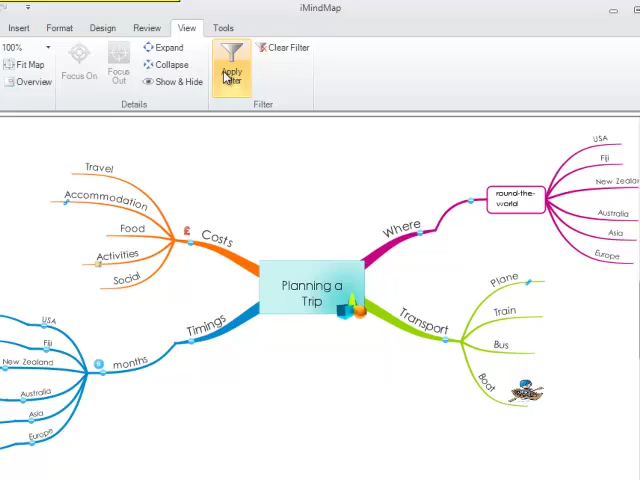 iMindMap
Insert Format Design Review View Tools
100% Expand Clear Filter
Fit Map Focus On Focus Out Collapse Apply Filter
Overview Show & Hide
Details Filter
Travel
Accommodation
Food
Activities
Social
£
Costs
Where
round-the-
world
USA
Fiji
New Zealand
Australia
Asia
Europe
Planning a
Trip
Timings
months
USA
Fiji
New Zealand
Australia
Asia
Europe
Transport
Plane
Train
Bus
Boat